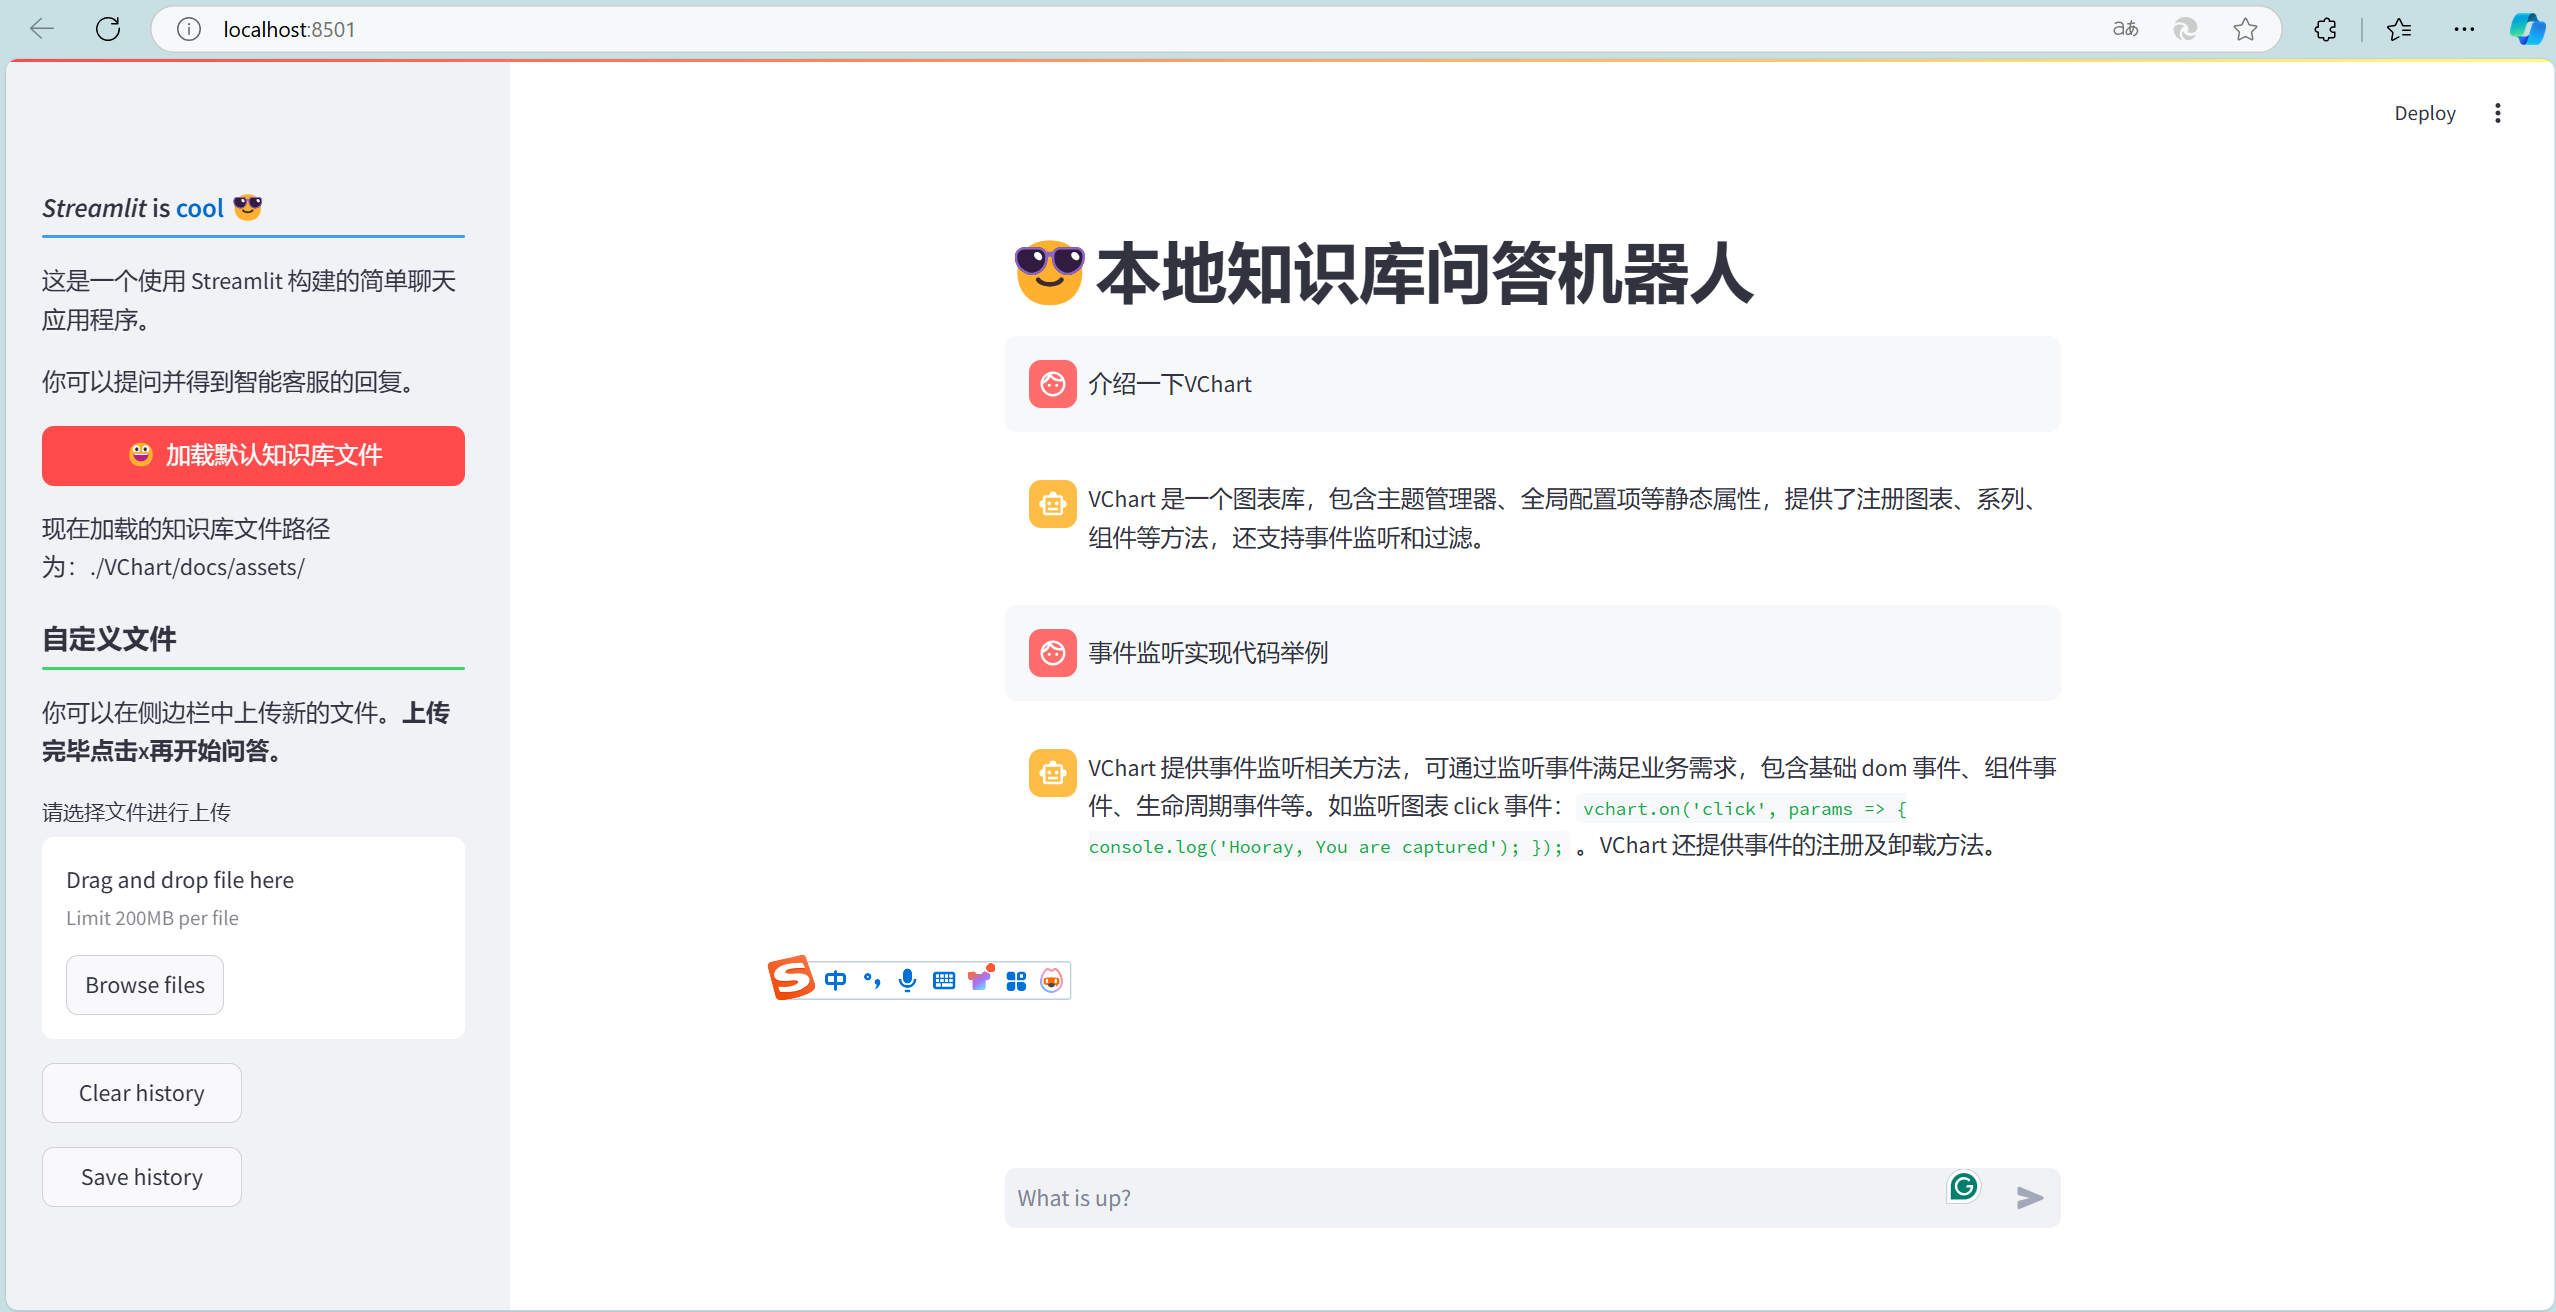 localhost:8501
Deploy
Streamlit is cool
这是一个使用 Streamlit 构建的简单聊天
应用程序。
你可以提问并得到智能客服的回复。
加载默认知识库文件
现在加载的知识库文件路径
为：./VChart/docs/assets/
自定义文件
你可以在侧边栏中上传新的文件。上传
完毕点击x再开始问答。
请选择文件进行上传
Drag and drop file here
Limit 200MB per file
Browse files
Clear history
Save history
本地知识库问答机器人
介绍一下VChart
VChart 是一个图表库，包含主题管理器、全局配置项等静态属性，提供了注册图表、系列、
组件等方法，还支持事件监听和过滤。
事件监听实现代码举例
VChart 提供事件监听相关方法，可通过监听事件满足业务需求，包含基础 dom 事件、组件事
件、生命周期事件等。如监听图表 click 事件：vchart.on('click', params => {
console.log('Hooray, You are captured'); }); 。VChart 还提供事件的注册及卸载方法。
中
What is up?